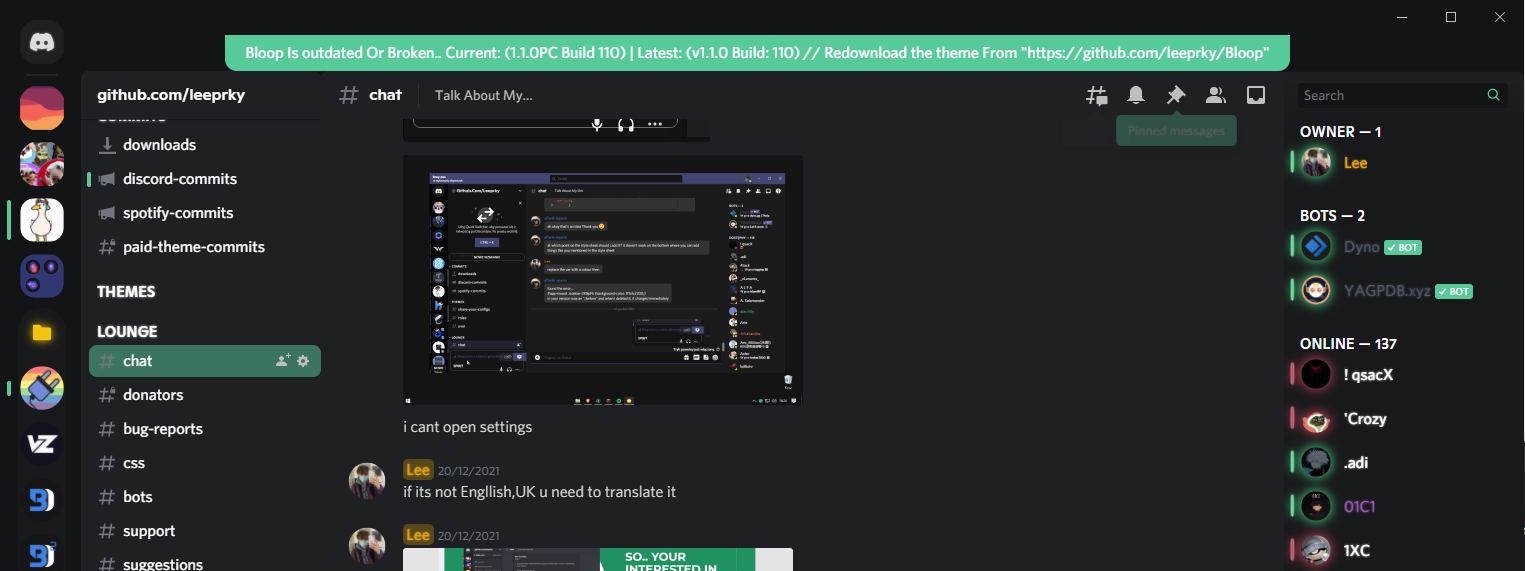 Bloop Is outdated Or Broken.. Current: (1.1.0PC Build 110) | Latest: (v1.1.0 Build: 110) // Redownload the theme From "https://github.com/leeprky/Bloop"
github.com/leeprky
chat
Talk About My...
Search
Pinned messages
COMMITS
downloads
discord-commits
spotify-commits
paid-theme-commits
THEMES
LOUNGE
chat
donators
bug-reports
css
bots
support
suggestions
i cant open settings
Lee 20/12/2021
if its not Engllish,UK u need to translate it
Lee 20/12/2021
SO.. YOUR
INTERESTED IN
OWNER — 1
Lee
BOTS — 2
Dyno BOT
YAGPDB.xyz BOT
ONLINE — 137
! qsacX
'Crozy
.adi
01C1
1XC